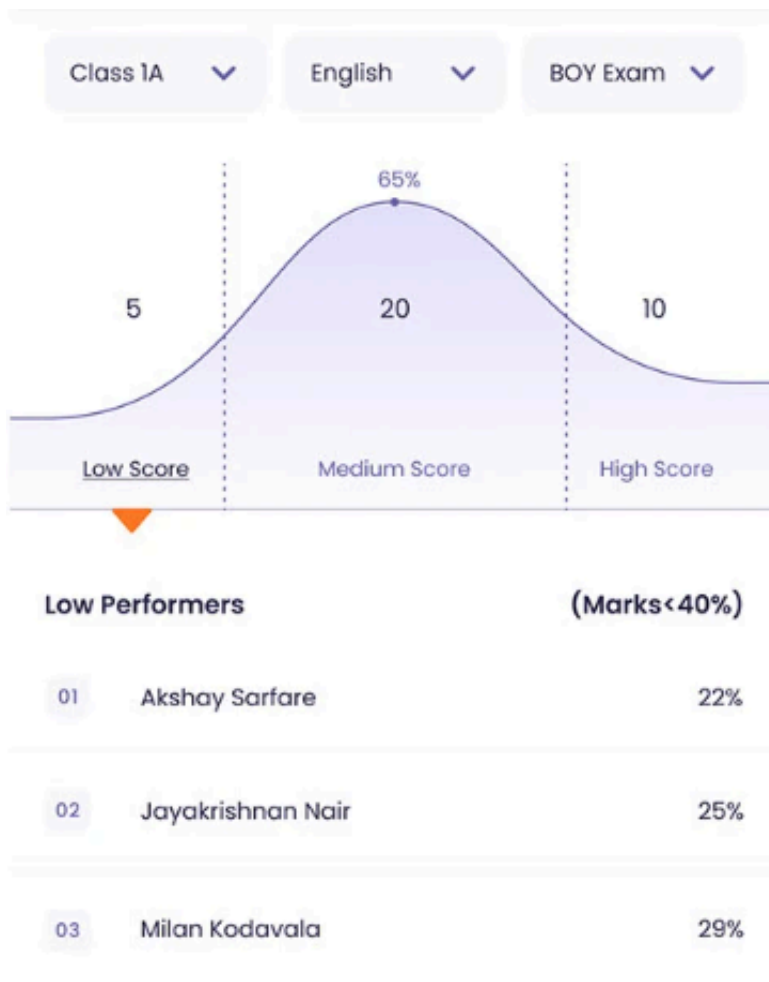 Class 1A English BOY Exam
65%
5 20 10
Low Score Medium Score High Score
Low Performers (Marks<40%)
01 Akshay Sarfare 22%
02 Jayakrishnan Nair 25%
03 Milan Kodavala 29%